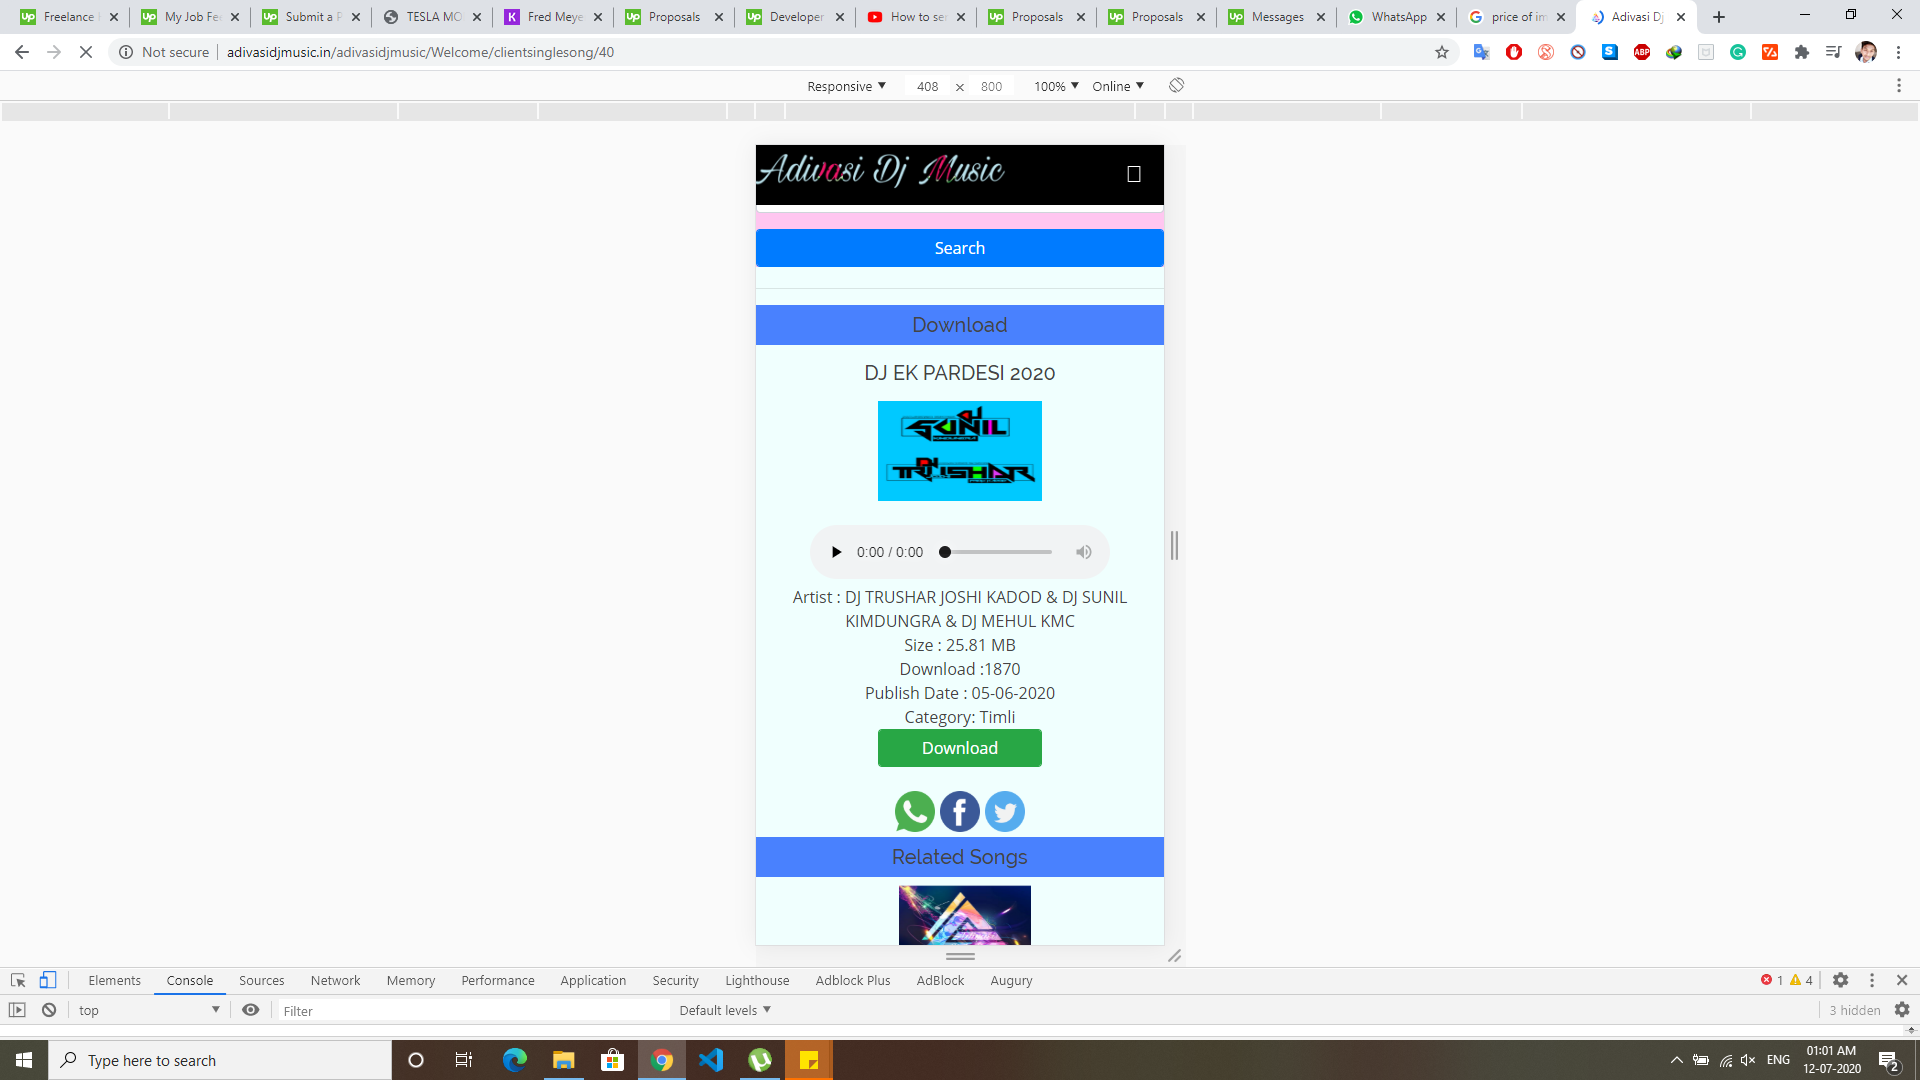 Freelance
My Job Fe
Submit a P
TESLA MO
Fred Meye
Proposals
Developer
How to se
Proposals
Proposals
Messages
WhatsApp
price of im
Adivasi Dj
Not secure
adivasidjmusic.in/adivasidjmusic/Welcome/clientsinglesong/40
Responsive 408 × 800 100% Online
Adivasi Dj Music
Search
Download
DJ EK PARDESI 2020
DJ
SUNIL
DJ
TRUSHAR
0:00 / 0:00
Artist : DJ TRUSHAR JOSHI KADOD & DJ SUNIL
KIMDUNGRA & DJ MEHUL KMC
Size : 25.81 MB
Download :1870
Publish Date : 05-06-2020
Category: Timli
Download
Related Songs
Elements Console Sources Network Memory Performance Application Security Lighthouse Adblock Plus AdBlock Augury 1 4
top Filter Default levels 3 hidden
Type here to search
ENG
01:01 AM
12-07-2020
2